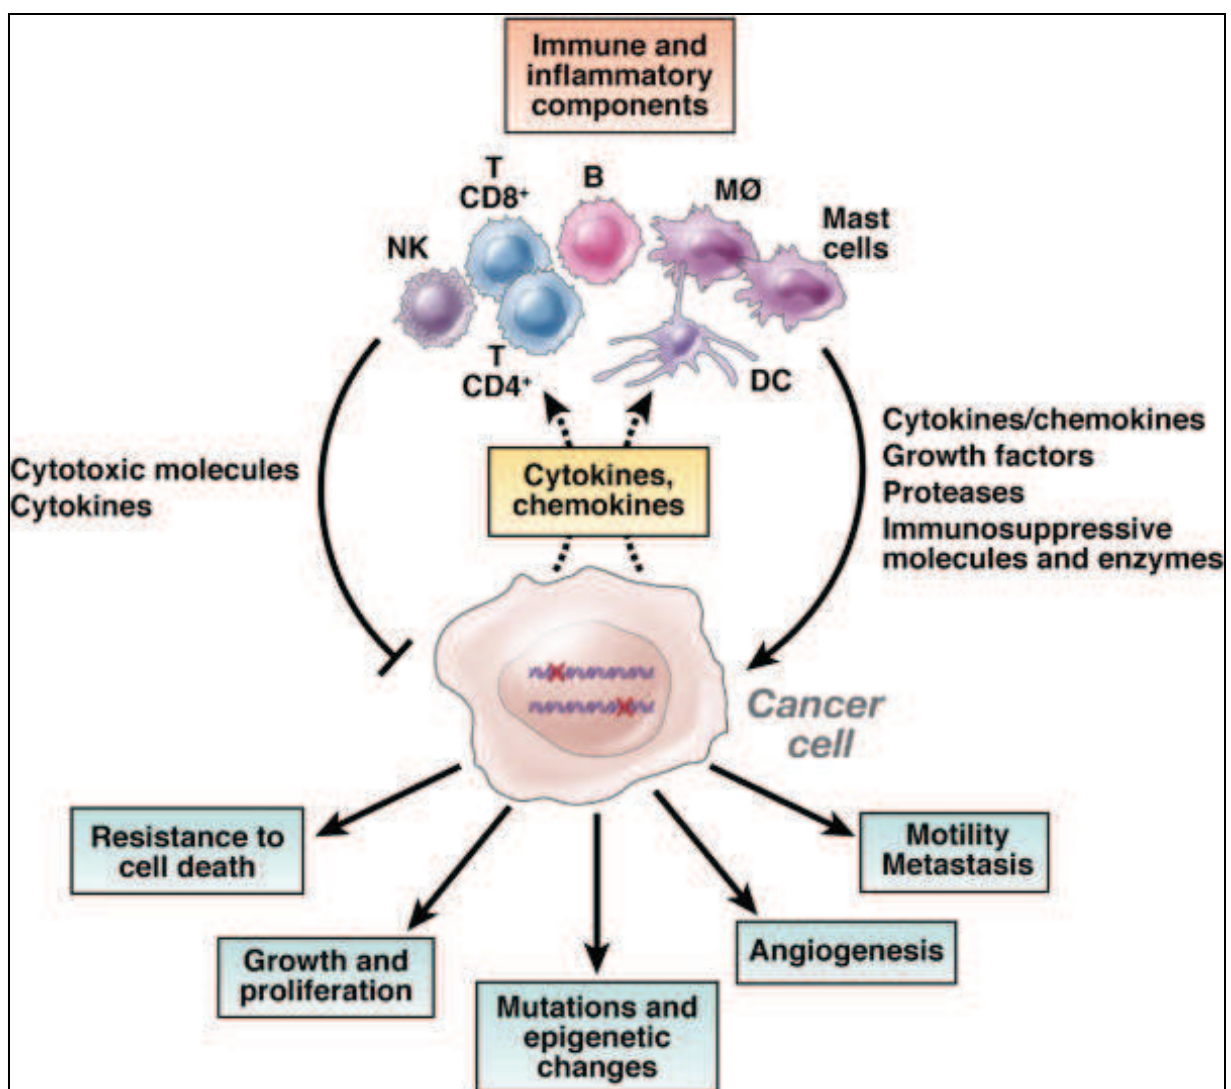 Immune and
inflammatory
components
T
CD8⁺
B
MØ
Mast
cells
NK
T
CD4⁺
DC
Cytotoxic molecules
Cytokines
Cytokines,
chemokines
Cytokines/chemokines
Growth factors
Proteases
Immunosuppressive
molecules and enzymes
Cancer
cell
Resistance to
cell death
Growth and
proliferation
Mutations and
epigenetic
changes
Angiogenesis
Motility
Metastasis